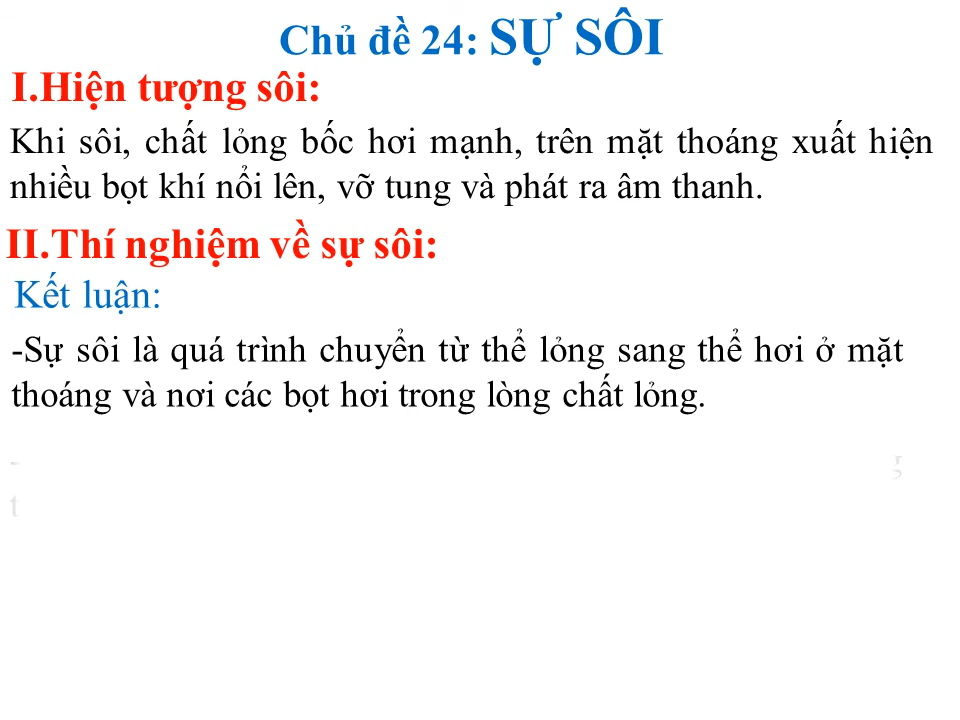 Chủ đề 24: SỰ SÔI
I.Hiện tượng sôi:
Khi sôi, chất lỏng bốc hơi mạnh, trên mặt thoáng xuất hiện
nhiều bọt khí nổi lên, vỡ tung và phát ra âm thanh.
II.Thí nghiệm về sự sôi:
Kết luận:
-Sự sôi là quá trình chuyển từ thể lỏng sang thể hơi ở mặt
thoáng và nơi các bọt hơi trong lòng chất lỏng.